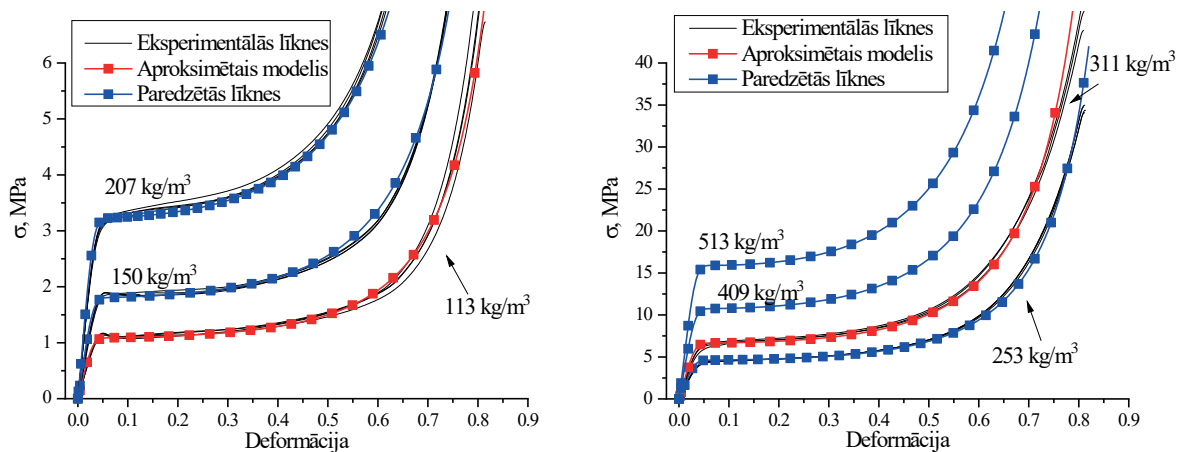 Eksperimentālās līknes
Aproksimētais modelis
Paredzētās līknes
207 kg/m³
150 kg/m³
113 kg/m³
σ, MPa
6
5
4
3
2
1
0
0.0 0.1 0.2 0.3 0.4 0.5 0.6 0.7 0.8 0.9
Deformācija
Eksperimentālās līknes
Aproksimētais modelis
Paredzētās līknes
311 kg/m³
513 kg/m³
409 kg/m³
253 kg/m³
σ, MPa
40
35
30
25
20
15
10
5
0
0.0 0.1 0.2 0.3 0.4 0.5 0.6 0.7 0.8 0.9
Deformācija